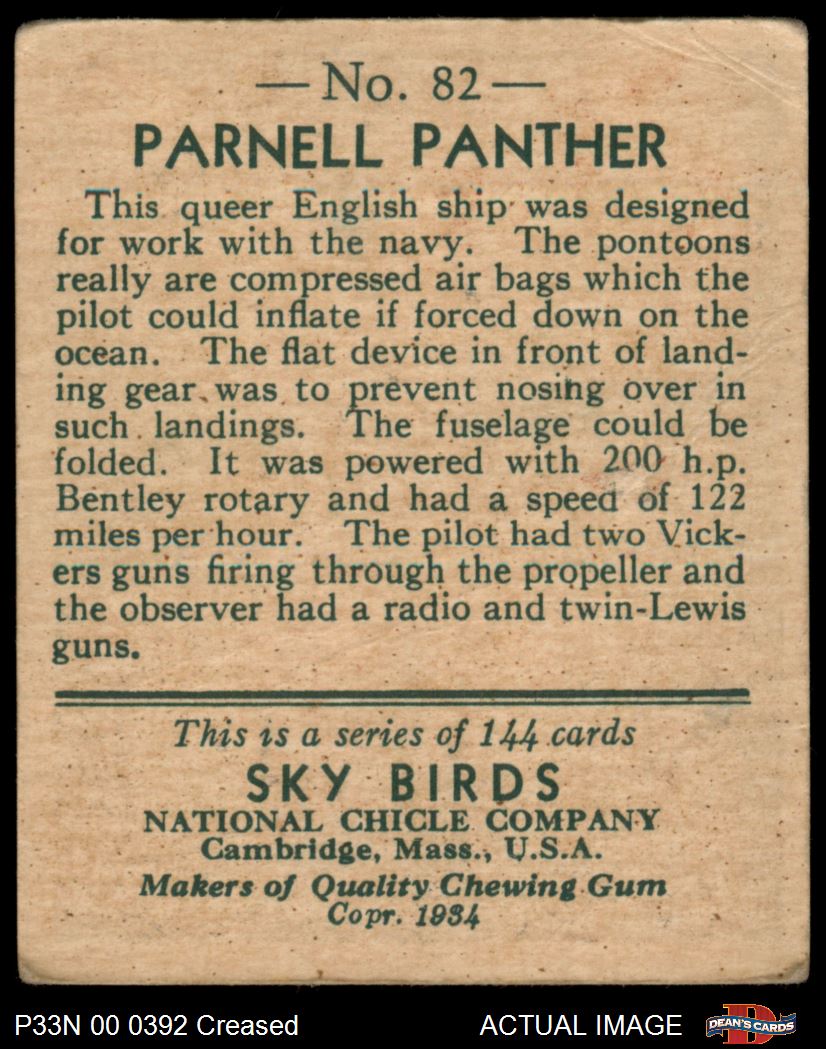 — No. 82 —
PARNELL PANTHER
This queer English ship was designed
for work with the navy. The pontoons
really are compressed air bags which the
pilot could inflate if forced down on the
ocean. The flat device in front of land-
ing gear was to prevent nosing over in
such landings. The fuselage could be
folded. It was powered with 200 h.p.
Bentley rotary and had a speed of 122
miles per hour. The pilot had two Vick-
ers guns firing through the propeller and
the observer had a radio and twin-Lewis
guns.
This is a series of 144 cards
SKY BIRDS
NATIONAL CHICLE COMPANY
Cambridge, Mass., U.S.A.
Makers of Quality Chewing Gum
Copr. 1934
P33N 00 0392 Creased
ACTUAL IMAGE
D
DEAN'S CARDS